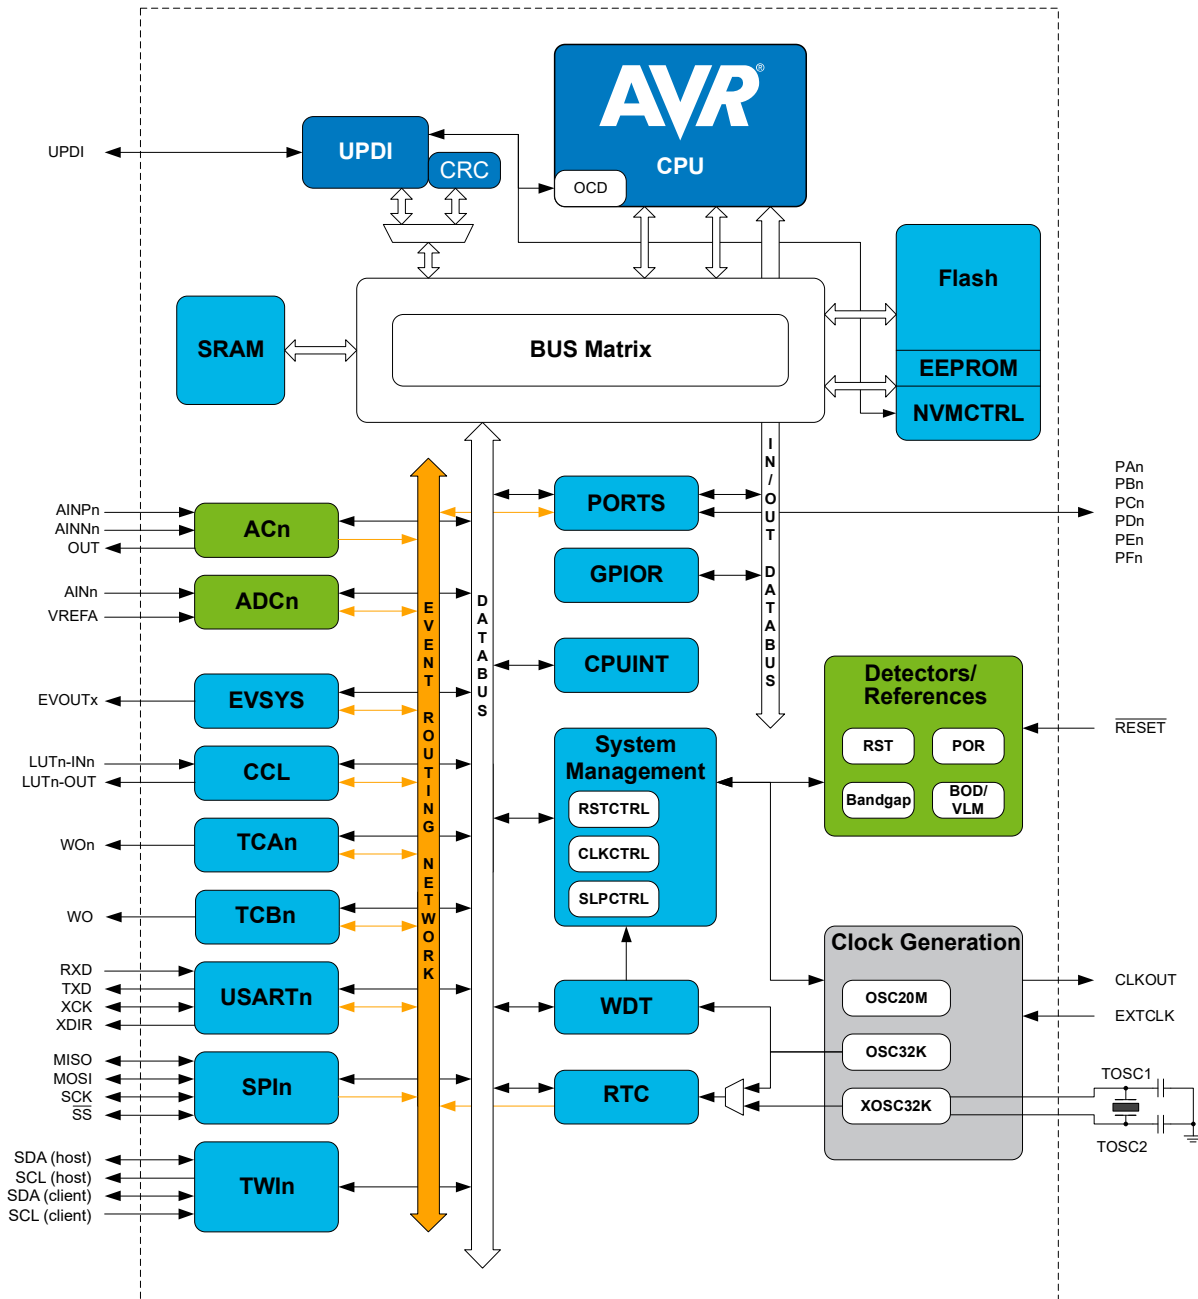 AVR®
CPU
OCD
UPDI
UPDI
CRC
Flash
EEPROM
NVMCTRL
SRAM
BUS Matrix
IN/OUT DATABUS
DATABUS
EVENT ROUTING NETWORK
AINPn
AINNn
OUT
ACn
AINn
VREFA
ADCn
EVOUTx
EVSYS
LUTn-INn
LUTn-OUT
CCL
WOn
TCAn
WO
TCBn
RXD
TXD
XCK
XDIR
USARTn
MISO
MOSI
SCK
SS
SPIn
SDA (host)
SCL (host)
SDA (client)
SCL (client)
TWIn
PORTS
GPIOR
CPUINT
System
Management
RSTCTRL
CLKCTRL
SLPCTRL
WDT
RTC
PAn
PBn
PCn
PDn
PEn
PFn
Detectors/
References
RST
POR
Bandgap
BOD/
VLM
RESET
Clock Generation
OSC20M
OSC32K
XOSC32K
CLKOUT
EXTCLK
TOSC1
TOSC2